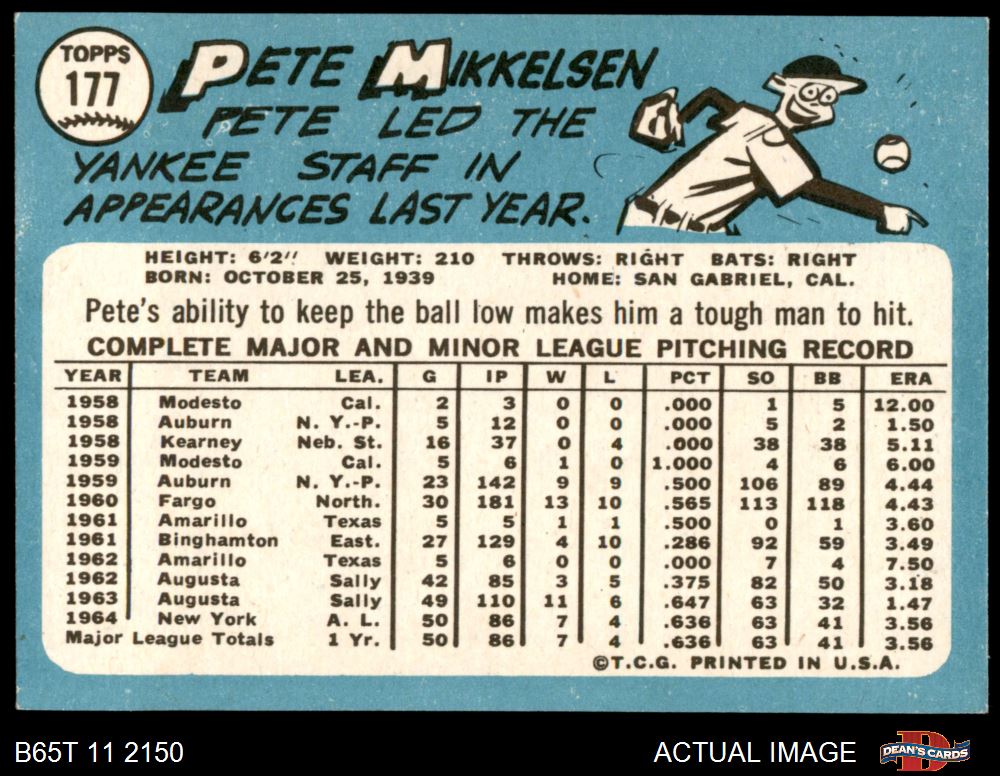 TOPPS
177
PETE MIKKELSEN
PETE LED THE
YANKEE STAFF IN
APPEARANCES LAST YEAR.
HEIGHT: 6'2" WEIGHT: 210 THROWS: RIGHT BATS: RIGHT
BORN: OCTOBER 25, 1939 HOME: SAN GABRIEL, CAL.
Pete's ability to keep the ball low makes him a tough man to hit.
COMPLETE MAJOR AND MINOR LEAGUE PITCHING RECORD
YEAR TEAM LEA. G IP W L PCT SO BB ERA
1958 Modesto Cal. 2 3 0 0 .000 1 5 12.00
1958 Auburn N. Y.-P. 5 12 0 0 .000 5 2 1.50
1958 Kearney Neb. St. 16 37 0 4 .000 38 38 5.11
1959 Modesto Cal. 5 6 1 0 1.000 4 6 6.00
1959 Auburn N. Y.-P. 23 142 9 9 .500 106 89 4.44
1960 Fargo North. 30 181 13 10 .565 113 118 4.43
1961 Amarillo Texas 5 5 1 1 .500 0 1 3.60
1961 Binghamton East. 27 129 4 10 .286 92 59 3.49
1962 Amarillo Texas 5 6 0 0 .000 7 4 7.50
1962 Augusta Sally 42 85 3 5 .375 82 50 3.18
1963 Augusta Sally 49 110 11 6 .647 63 32 1.47
1964 New York A. L. 50 86 7 4 .636 63 41 3.56
Major League Totals 1 Yr. 50 86 7 4 .636 63 41 3.56
©T.C.G. PRINTED IN U.S.A.
B65T 11 2150 ACTUAL IMAGE DEAN'S CARDS